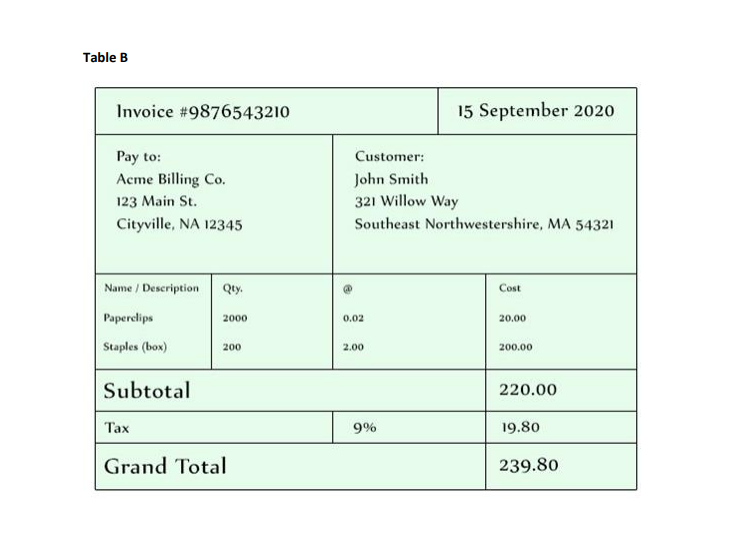 Table B
Invoice #9876543210 15 September 2020
Pay to: Customer:
Acme Billing Co. John Smith
123 Main St. 321 Willow Way
Cityville, NA 12345 Southeast Northwestershire, MA 54321
Name / Description Qty. @ Cost
Paperclips 2000 0.02 20.00
Staples (box) 200 2.00 200.00
Subtotal 220.00
Tax 9% 19.80
Grand Total 239.80